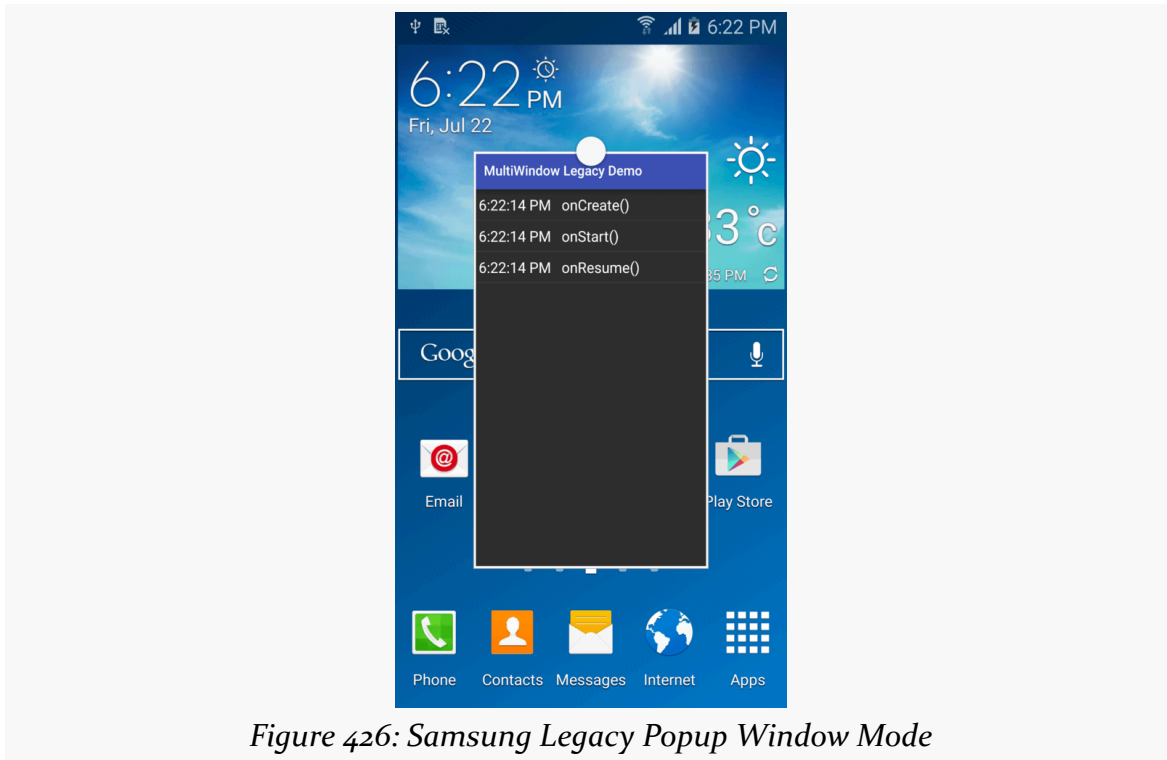 6:22 PM
6:22 PM
Fri, Jul 22
MultiWindow Legacy Demo
6:22:14 PM onCreate()
6:22:14 PM onStart()
6:22:14 PM onResume()
°c
PM
Email
Play Store
Phone
Contacts
Messages
Internet
Apps
Figure 426: Samsung Legacy Popup Window Mode